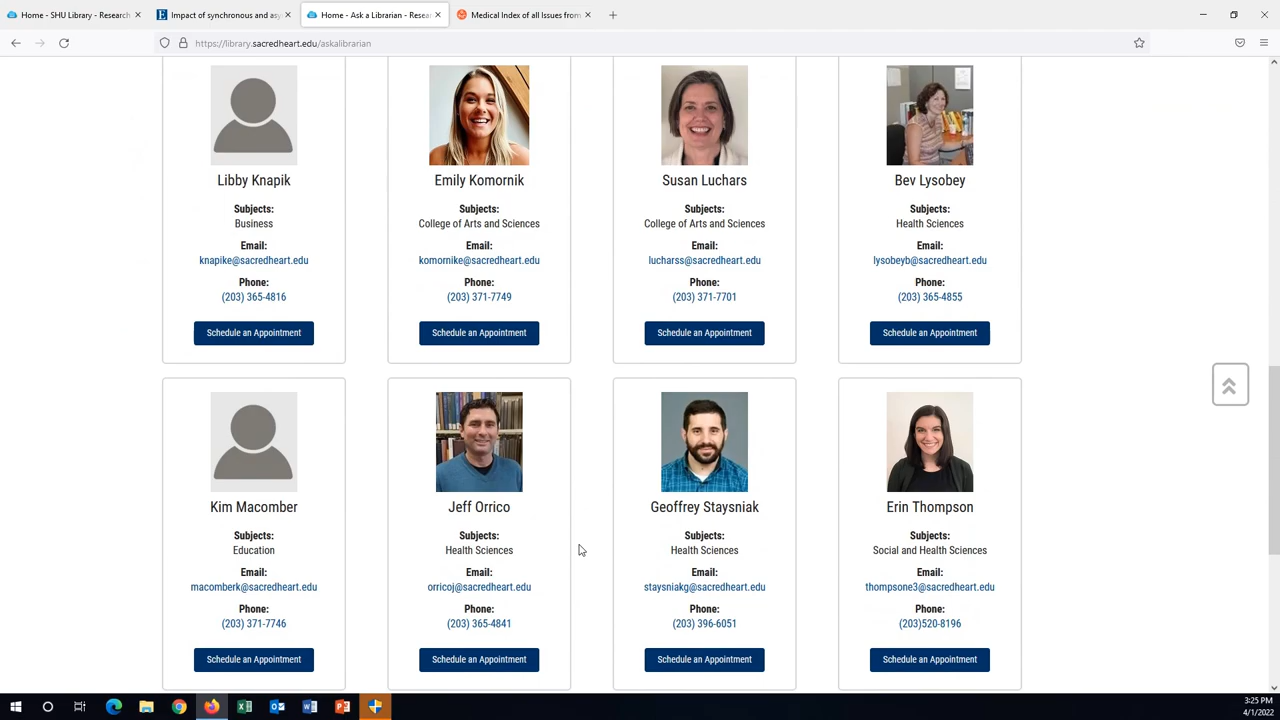 Home - SHU Library - Research
Impact of synchronous and asy
Home - Ask a Librarian - Resear
Medical Index of all Issues from
https://library.sacredheart.edu/askalibrarian
Libby Knapik
Subjects:
Business
Email:
knapike@sacredheart.edu
Phone:
(203) 365-4816
Schedule an Appointment
Emily Komornik
Subjects:
College of Arts and Sciences
Email:
komornike@sacredheart.edu
Phone:
(203) 371-7749
Schedule an Appointment
Susan Luchars
Subjects:
College of Arts and Sciences
Email:
lucharss@sacredheart.edu
Phone:
(203) 371-7701
Schedule an Appointment
Bev Lysobey
Subjects:
Health Sciences
Email:
lysobeyb@sacredheart.edu
Phone:
(203) 365-4855
Schedule an Appointment
Kim Macomber
Subjects:
Education
Email:
macomberk@sacredheart.edu
Phone:
(203) 371-7746
Schedule an Appointment
Jeff Orrico
Subjects:
Health Sciences
Email:
orricoj@sacredheart.edu
Phone:
(203) 365-4841
Schedule an Appointment
Geoffrey Staysniak
Subjects:
Health Sciences
Email:
staysniakg@sacredheart.edu
Phone:
(203) 396-6051
Schedule an Appointment
Erin Thompson
Subjects:
Social and Health Sciences
Email:
thompsone3@sacredheart.edu
Phone:
(203)520-8196
Schedule an Appointment
3:25 PM
4/1/2022